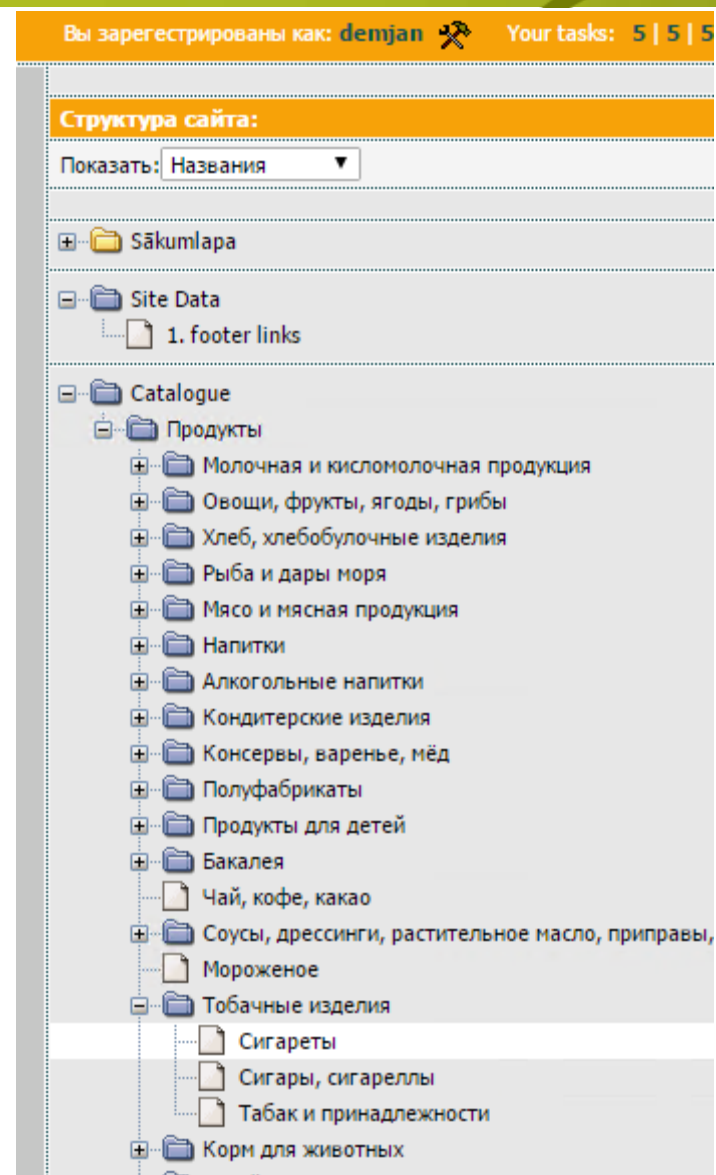 Вы зарегестрированы как: demjan Your tasks: 5 | 5 | 5
Структура сайта:
Показать: Названия
Sākumlapa
Site Data
1. footer links
Catalogue
Продукты
Молочная и кисломолочная продукция
Овощи, фрукты, ягоды, грибы
Хлеб, хлебобулочные изделия
Рыба и дары моря
Мясо и мясная продукция
Напитки
Алкогольные напитки
Кондитерские изделия
Консервы, варенье, мёд
Полуфабрикаты
Продукты для детей
Бакалея
Чай, кофе, какао
Соусы, дрессинги, растительное масло, приправы,
Мороженое
Тобачные изделия
Сигареты
Сигары, сигареллы
Табак и принадлежности
Корм для животных